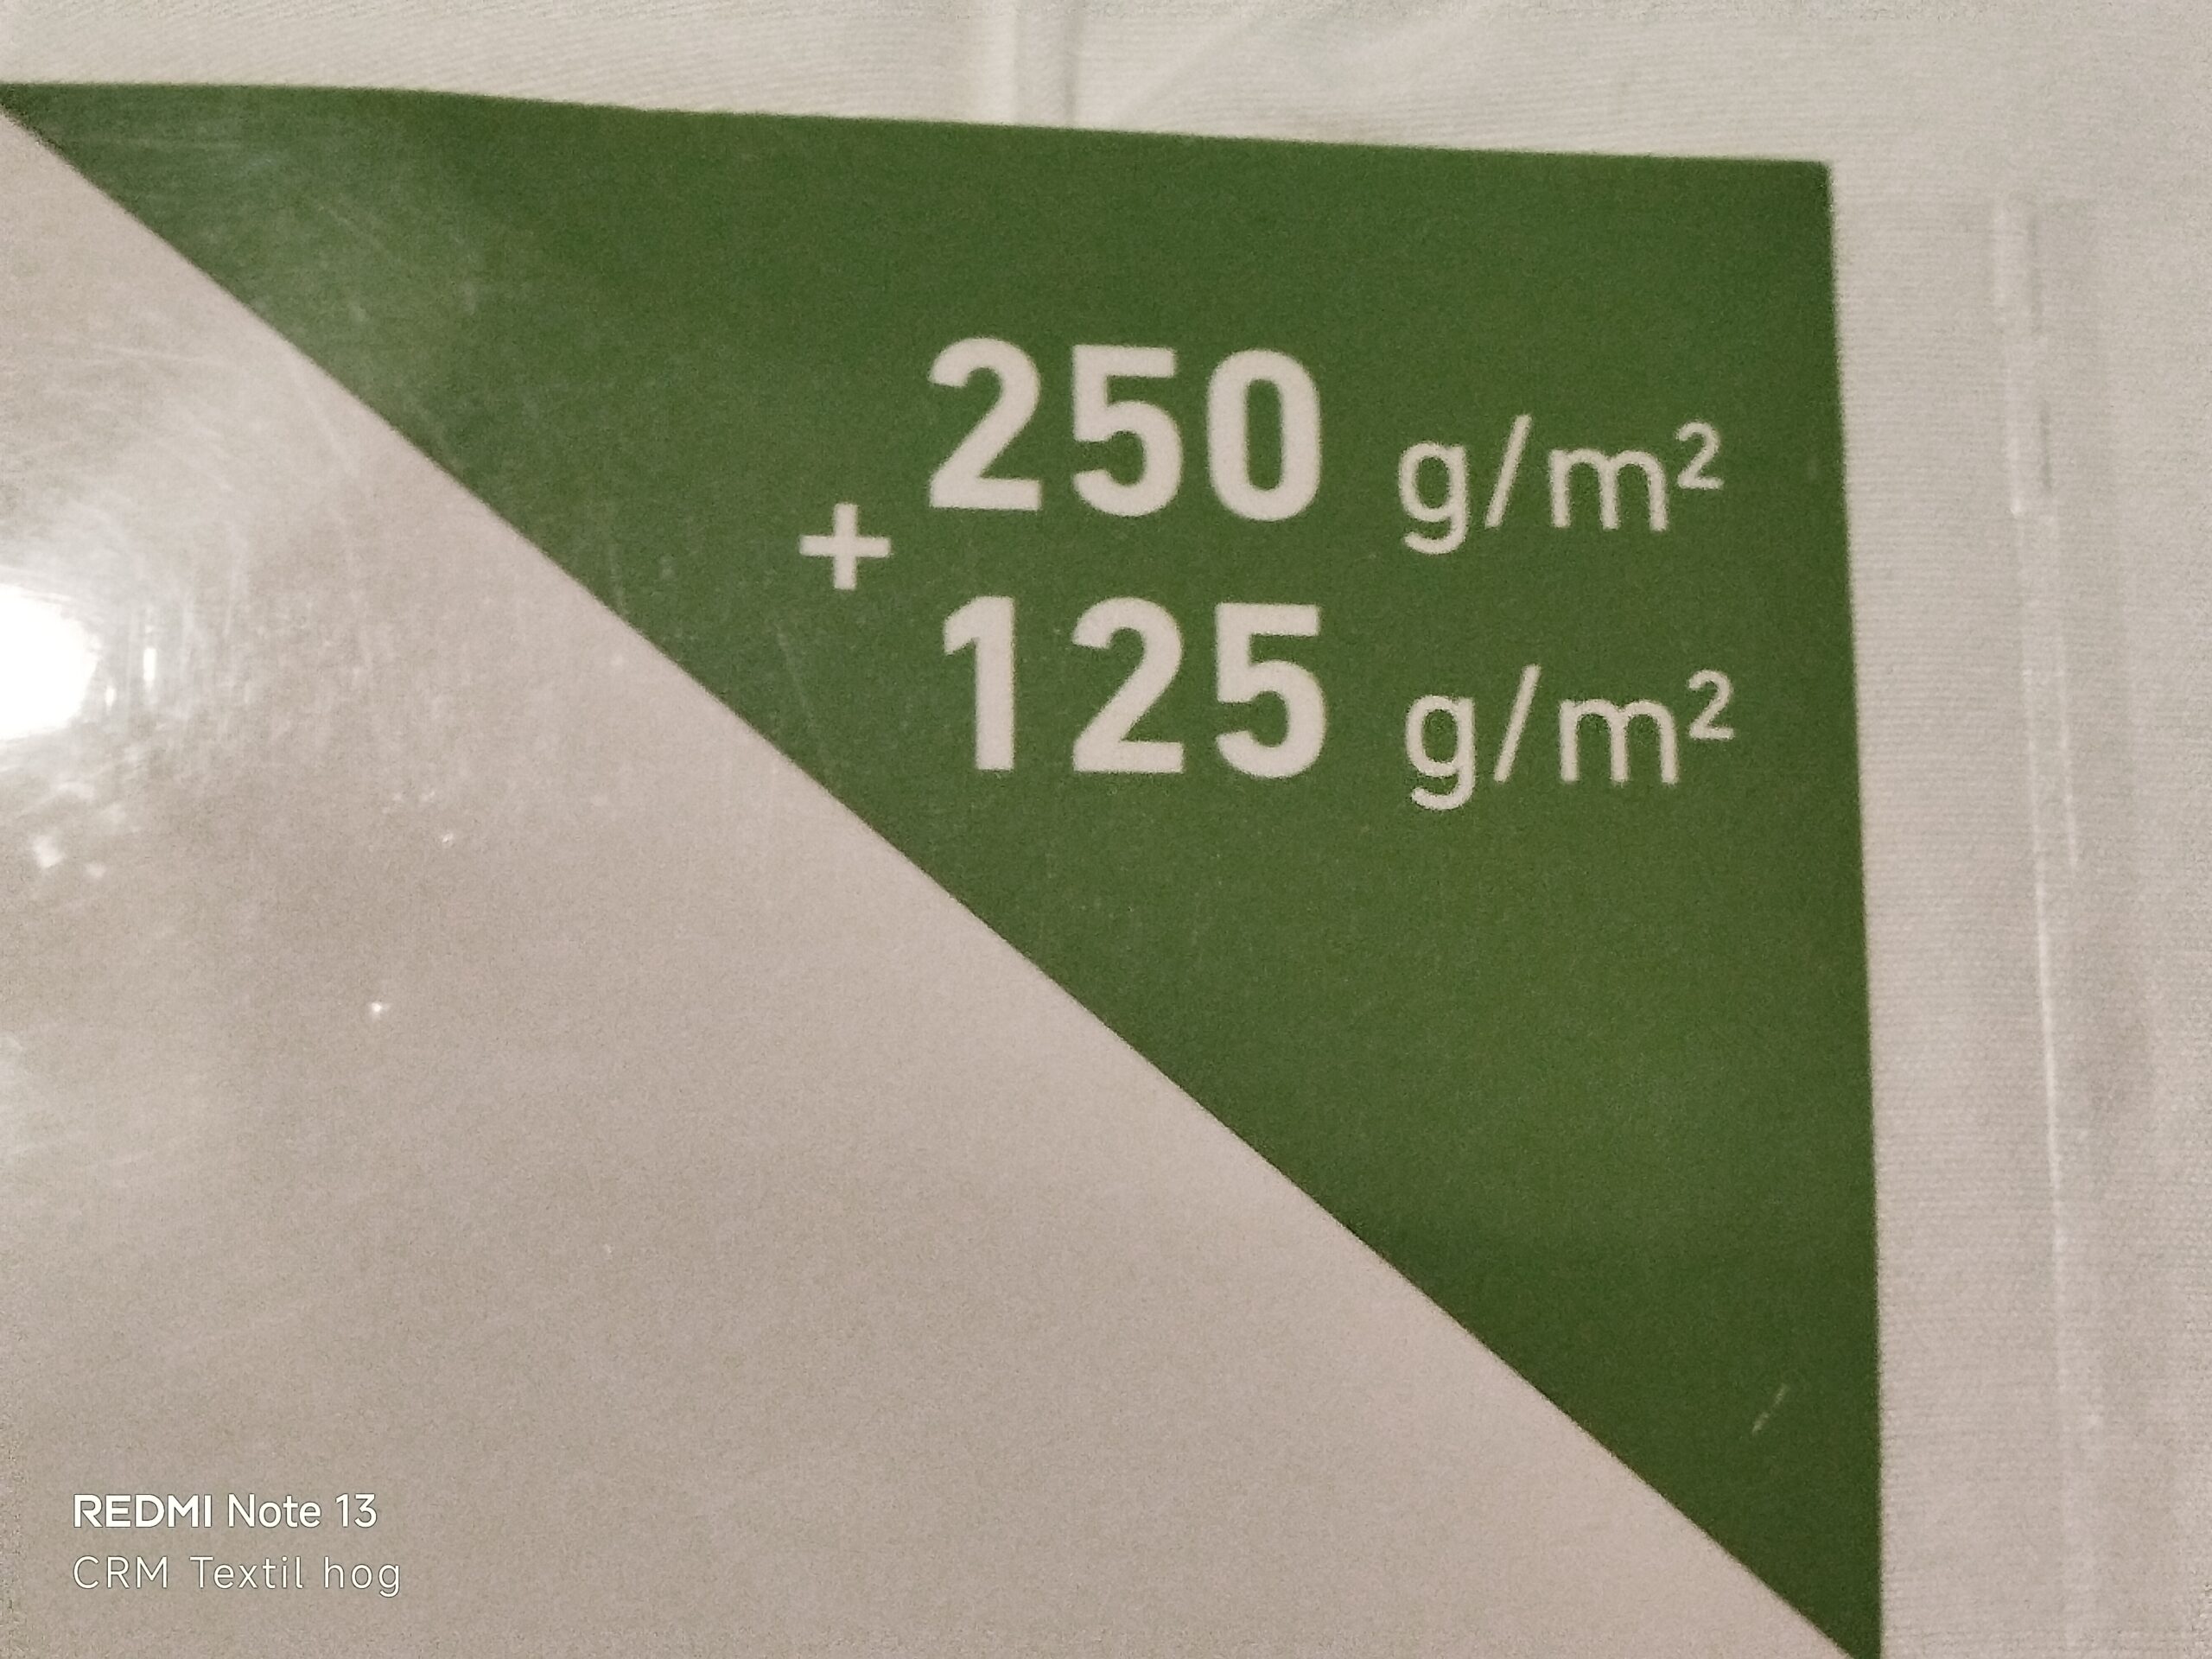 250 g/m²
+
125 g/m²
REDMI Note 13
CRM Textil hog